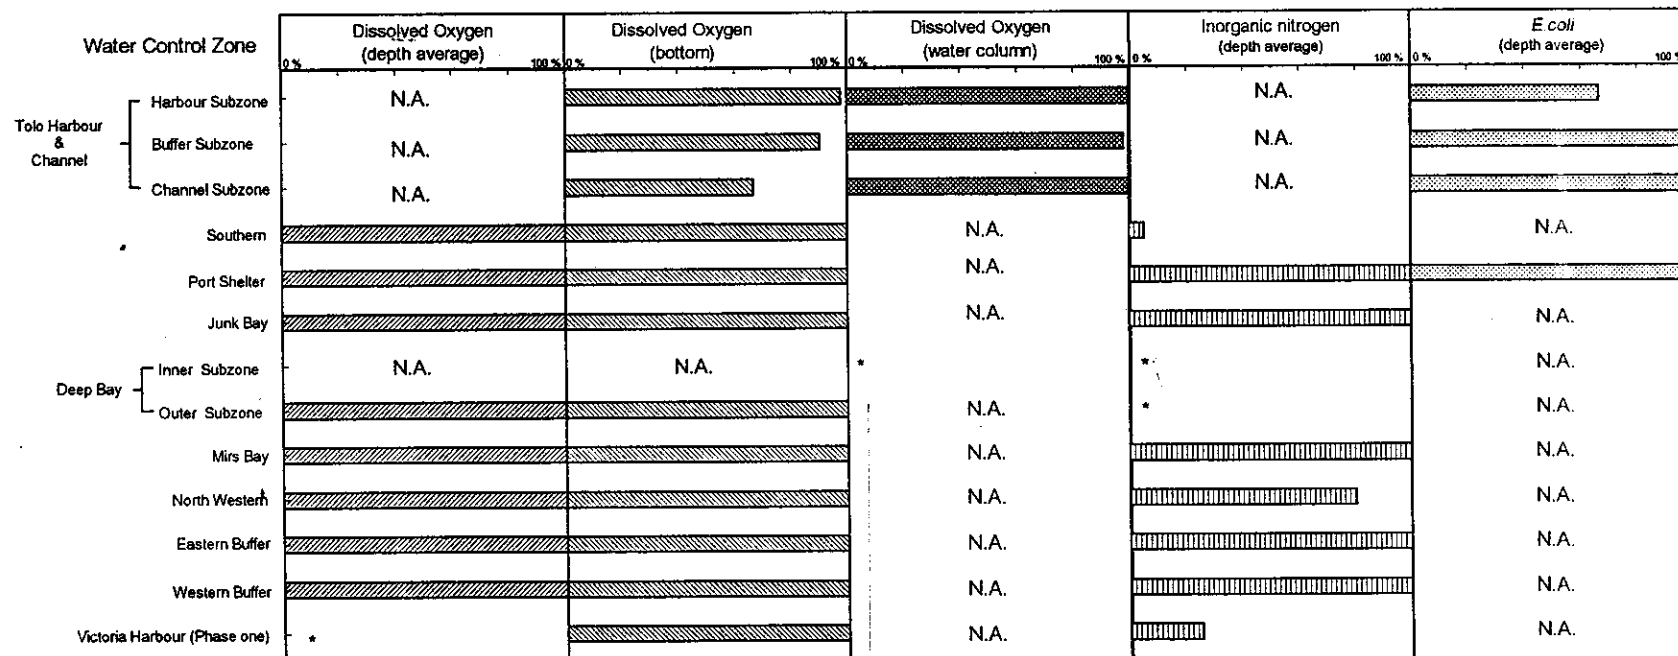 Water Control Zone
Dissolved Oxygen
(depth average)
0 % 100 %
Dissolved Oxygen
(bottom)
0 % 100 %
Dissolved Oxygen
(water column)
0 % 100 %
Inorganic nitrogen
(depth average)
0 % 100 %
E.coli
(depth average)
0 % 100 %
Tolo Harbour
&
Channel
Harbour Subzone N.A. N.A.
Buffer Subzone N.A. N.A.
Channel Subzone N.A. N.A.
Southern N.A. N.A.
Port Shelter N.A.
Junk Bay N.A. N.A.
Deep Bay
Inner Subzone N.A. N.A. * * N.A.
Outer Subzone N.A. * N.A.
Mirs Bay N.A. N.A.
North Western N.A. N.A.
Eastern Buffer N.A. N.A.
Western Buffer N.A. N.A.
Victoria Harbour (Phase one) * N.A. N.A.